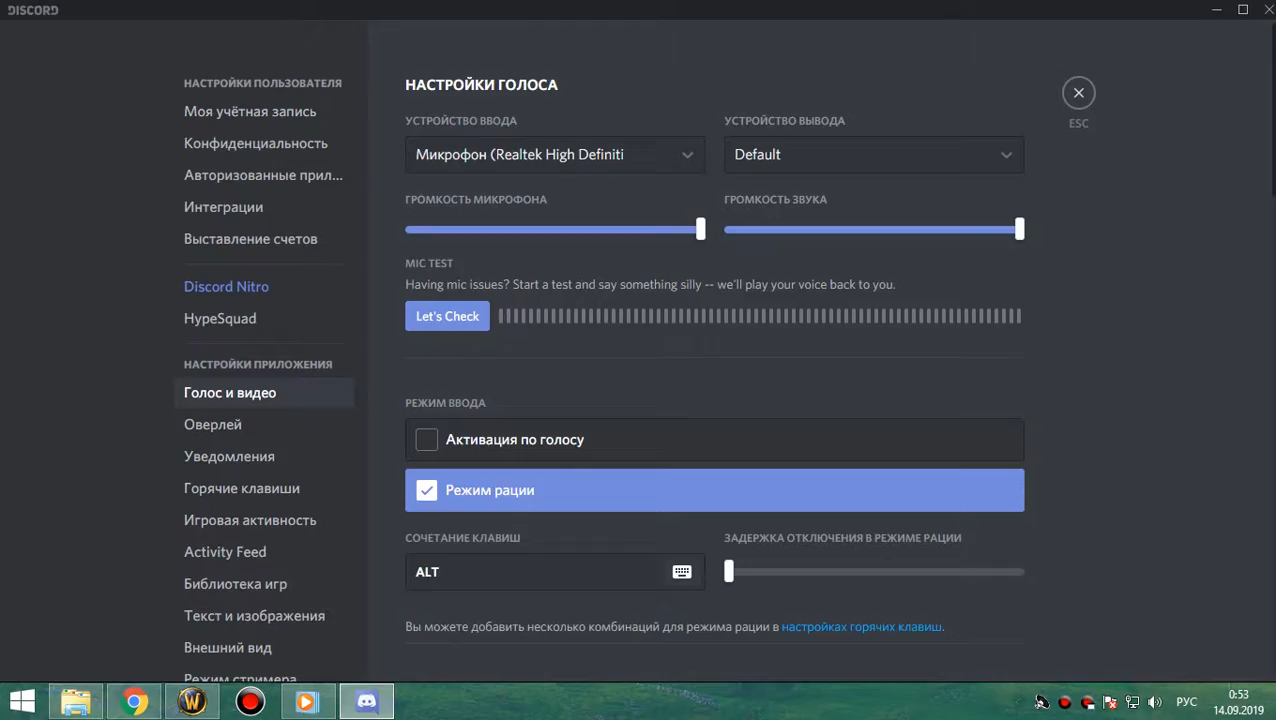 DISCORD
НАСТРОЙКИ ПОЛЬЗОВАТЕЛЯ
Моя учётная запись
Конфиденциальность
Авторизованные прил...
Интеграции
Выставление счетов
Discord Nitro
HypeSquad
НАСТРОЙКИ ПРИЛОЖЕНИЯ
Голос и видео
Оверлей
Уведомления
Горячие клавиши
Игровая активность
Activity Feed
Библиотека игр
Текст и изображения
Внешний вид
Режим стримера
НАСТРОЙКИ ГОЛОСА
УСТРОЙСТВО ВВОДА
Микрофон (Realtek High Definiti
УСТРОЙСТВО ВЫВОДА
Default
ГРОМКОСТЬ МИКРОФОНА
ГРОМКОСТЬ ЗВУКА
MIC TEST
Having mic issues? Start a test and say something silly -- we'll play your voice back to you.
Let's Check
РЕЖИМ ВВОДА
Активация по голосу
Режим рации
СОЧЕТАНИЕ КЛАВИШ
ALT
ЗАДЕРЖКА ОТКЛЮЧЕНИЯ В РЕЖИМЕ РАЦИИ
Вы можете добавить несколько комбинаций для режима рации в настройках горячих клавиш.
ESC
РУС
0:53
14.09.2019